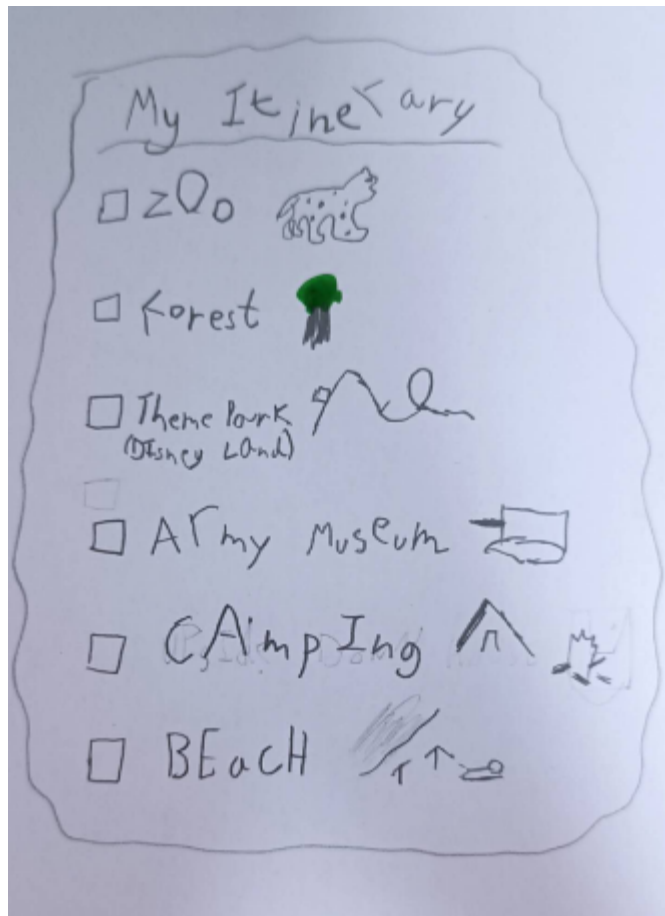 My Itinerary
ZOO
Forest
Theme Park
(DIsney LAnd)
Army Museum
CAmpIng
BEacH